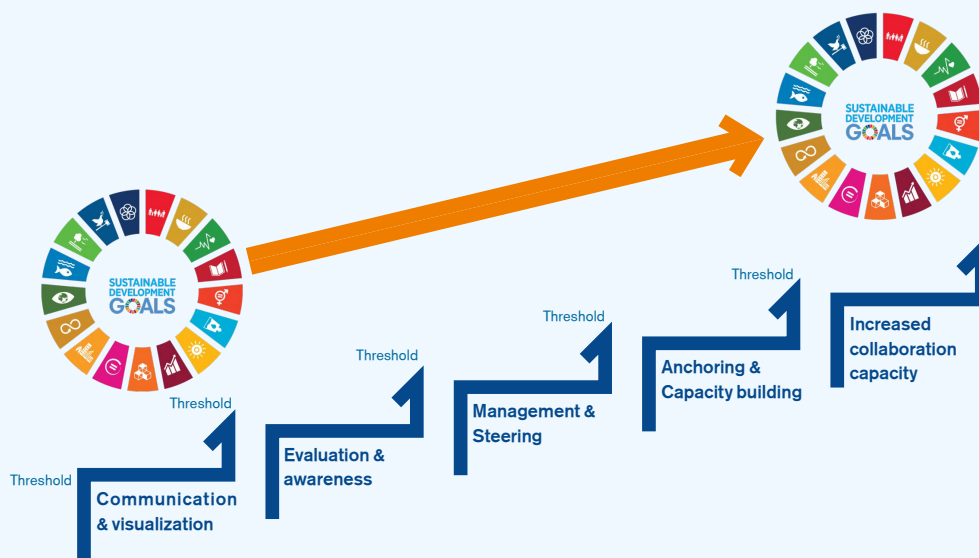 SUSTAINABLE
DEVELOPMENT
GOALS
SUSTAINABLE
DEVELOPMENT
GOALS
Threshold
Communication
& visualization
Threshold
Evaluation &
awareness
Threshold
Management &
Steering
Threshold
Anchoring &
Capacity building
Threshold
Increased
collaboration
capacity